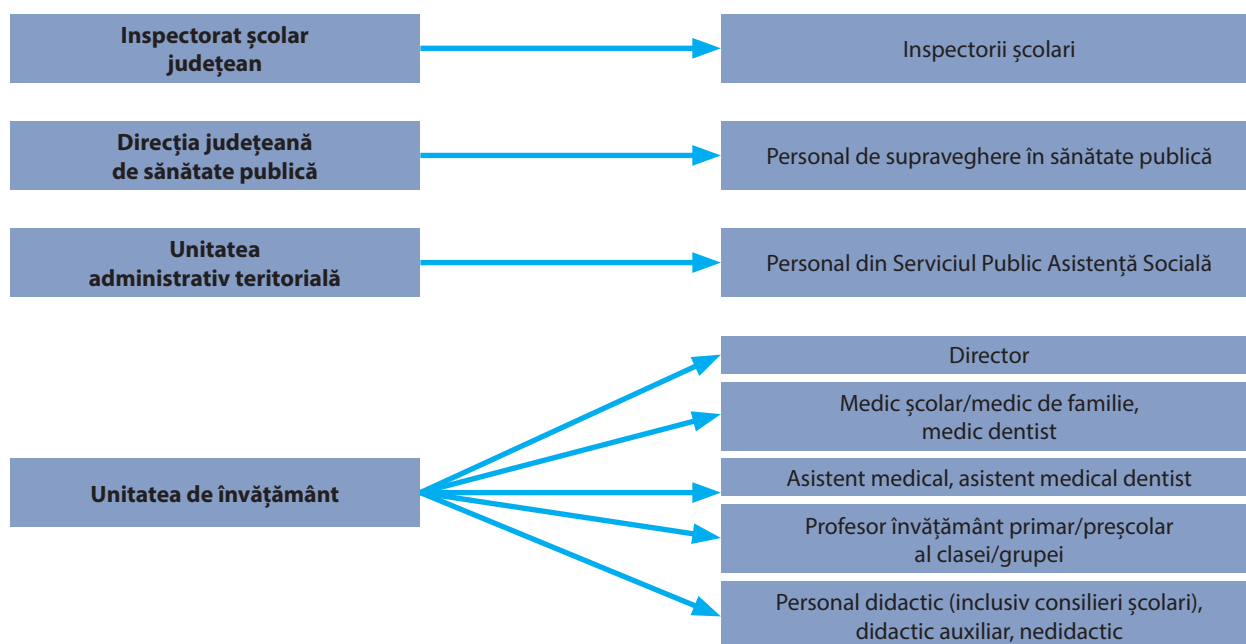 Inspectorat școlar
județean
Inspectorii școlari
Direcția județeană
de sănătate publică
Personal de supraveghere în sănătate publică
Unitatea
administrativ teritorială
Personal din Serviciul Public Asistență Socială
Unitatea de învățământ
Director
Medic școlar/medic de familie,
medic dentist
Asistent medical, asistent medical dentist
Profesor învățământ primar/preșcolar
al clasei/grupei
Personal didactic (inclusiv consilieri școlari),
didactic auxiliar, nedidactic